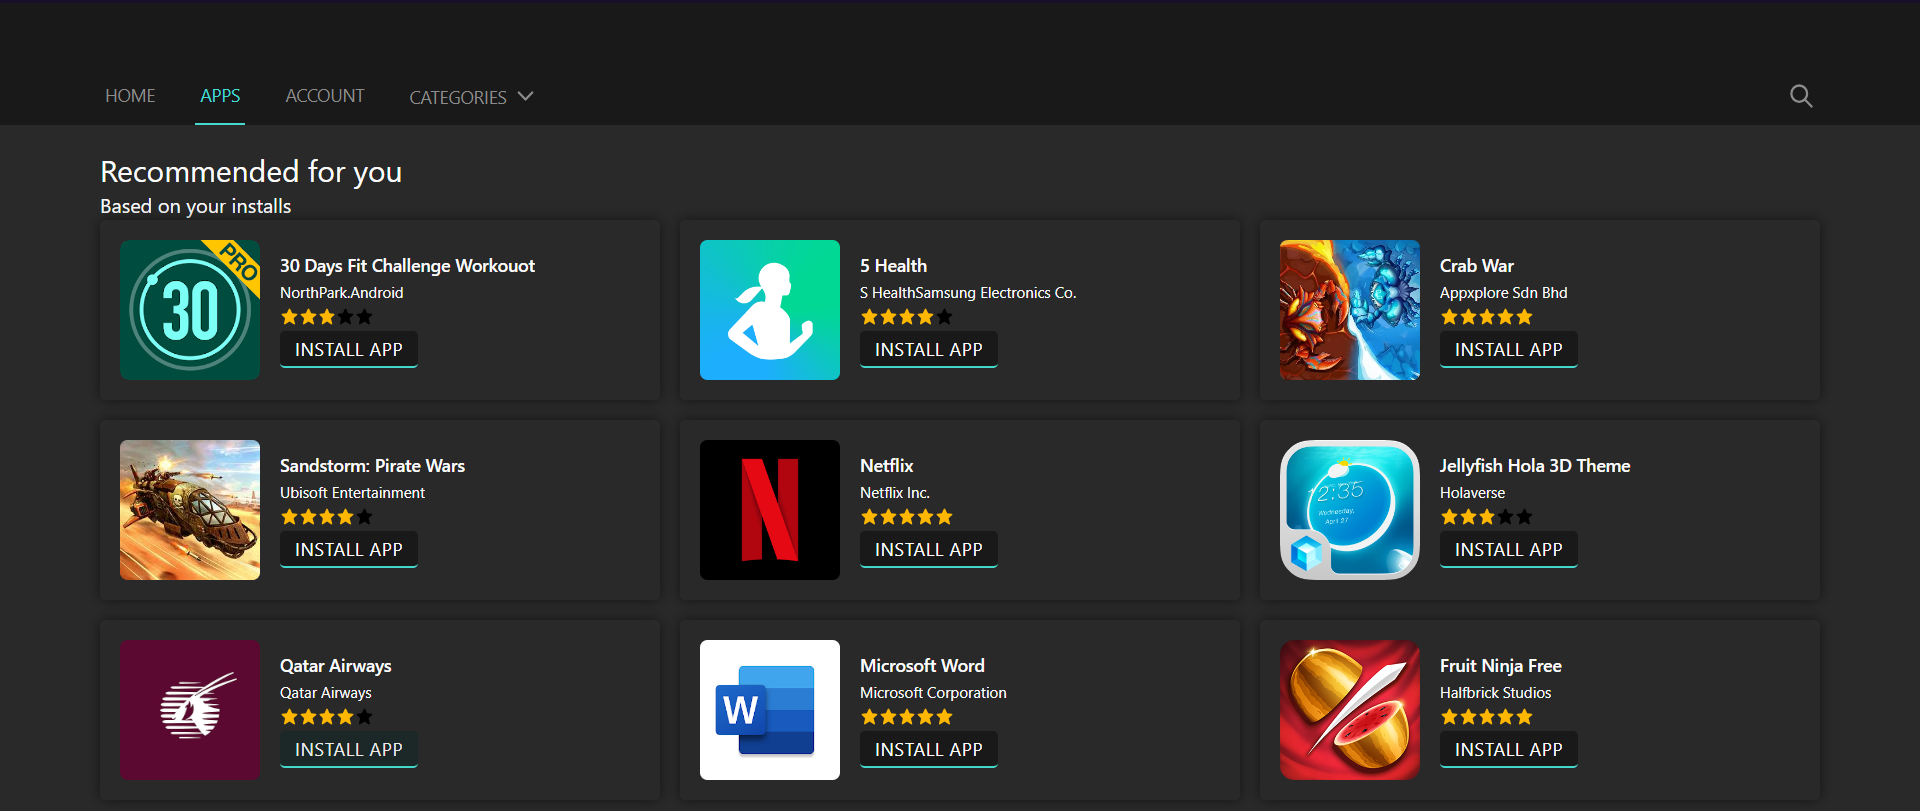 HOME APPS ACCOUNT CATEGORIES
Recommended for you
Based on your installs
PRO
30
30 Days Fit Challenge Workouot
NorthPark.Android
INSTALL APP
5 Health
S HealthSamsung Electronics Co.
INSTALL APP
Crab War
Appxplore Sdn Bhd
INSTALL APP
Sandstorm: Pirate Wars
Ubisoft Entertainment
INSTALL APP
N
Netflix
Netflix Inc.
INSTALL APP
2:35
Wednesday,
April 27
Jellyfish Hola 3D Theme
Holaverse
INSTALL APP
Qatar Airways
Qatar Airways
INSTALL APP
W
Microsoft Word
Microsoft Corporation
INSTALL APP
Fruit Ninja Free
Halfbrick Studios
INSTALL APP